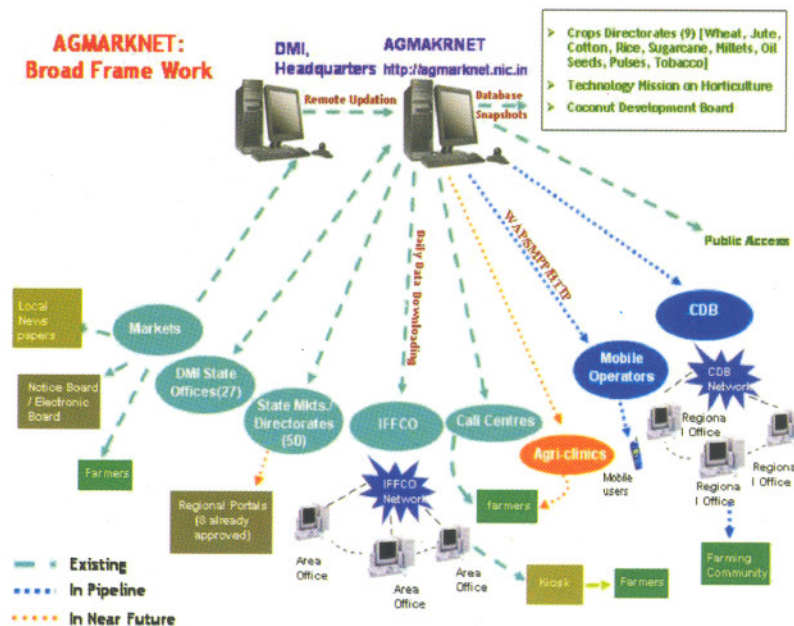 AGMARKNET:
Broad Frame Work
DMI,
Headquarters
AGMAKRNET
http://agmarknet.nic.in
Remote Updation
Database
Snapshots
➢ Crops Directorates (9) [Wheat, Jute,
Cotton, Rice, Sugarcane, Millets, Oil
Seeds, Pulses, Tobacco]
➢ Technology Mission on Horticulture
➢ Coconut Development Board
Public Access
Daily Data Downloading
WAP/SMPP/HTTP
Local
News
papers
Markets
Notice Board
/ Electronic
Board
Farmers
DMI State
Offices(27)
State Mkts./
Directorates
(50)
Regional Portals
(8 already
approved)
IFFCO
IFFCO
Network
Area
Office
Area
Office
Area
Office
Call Centres
farmers
Agri-clinics
Kiosk
Farmers
Mobile
Operators
Mobile
users
CDB
CDB
Network
Regiona
l Office
Regiona
l Office
Regiona
l Office
Farming
Community
Existing
In Pipeline
In Near Future